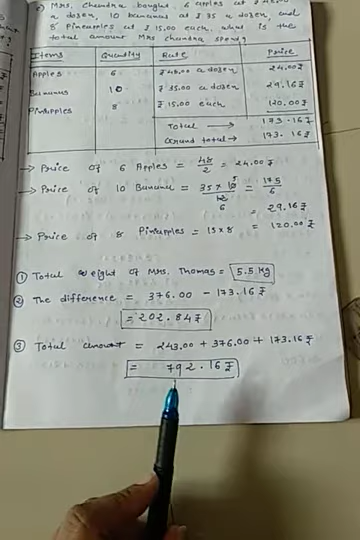 Mrs. Chandra bought 6 apples at ₹
a dozen, 10 bananas at ₹ 35 a dozen, and
8 Pineapples at ₹ 15.00 each, what is the
total amount Mrs chandra spend?
Items Quantity Rate Price
Apples 6 ₹ 48.00 a dozen 24.00₹
Bananas 10 ₹ 35.00 a dozen 29.16₹
Pineapples 8 ₹ 15.00 each 120.00₹
Total → 173.16₹
Grand total → 173.16₹
→ Price of 6 Apples = 48/2 = 24.00₹
→ Price of 10 Banana = 35 × 10/12 = 175/6
= 29.16₹
→ Price of 8 Pineapples = 15×8 = 120.00₹
① Total weight of Mrs. Thomas = 5.5 Kg
② The difference = 376.00 - 173.16₹
= 202.84₹
③ Total amount = 243.00 + 376.00 + 173.16₹
= 792.16₹